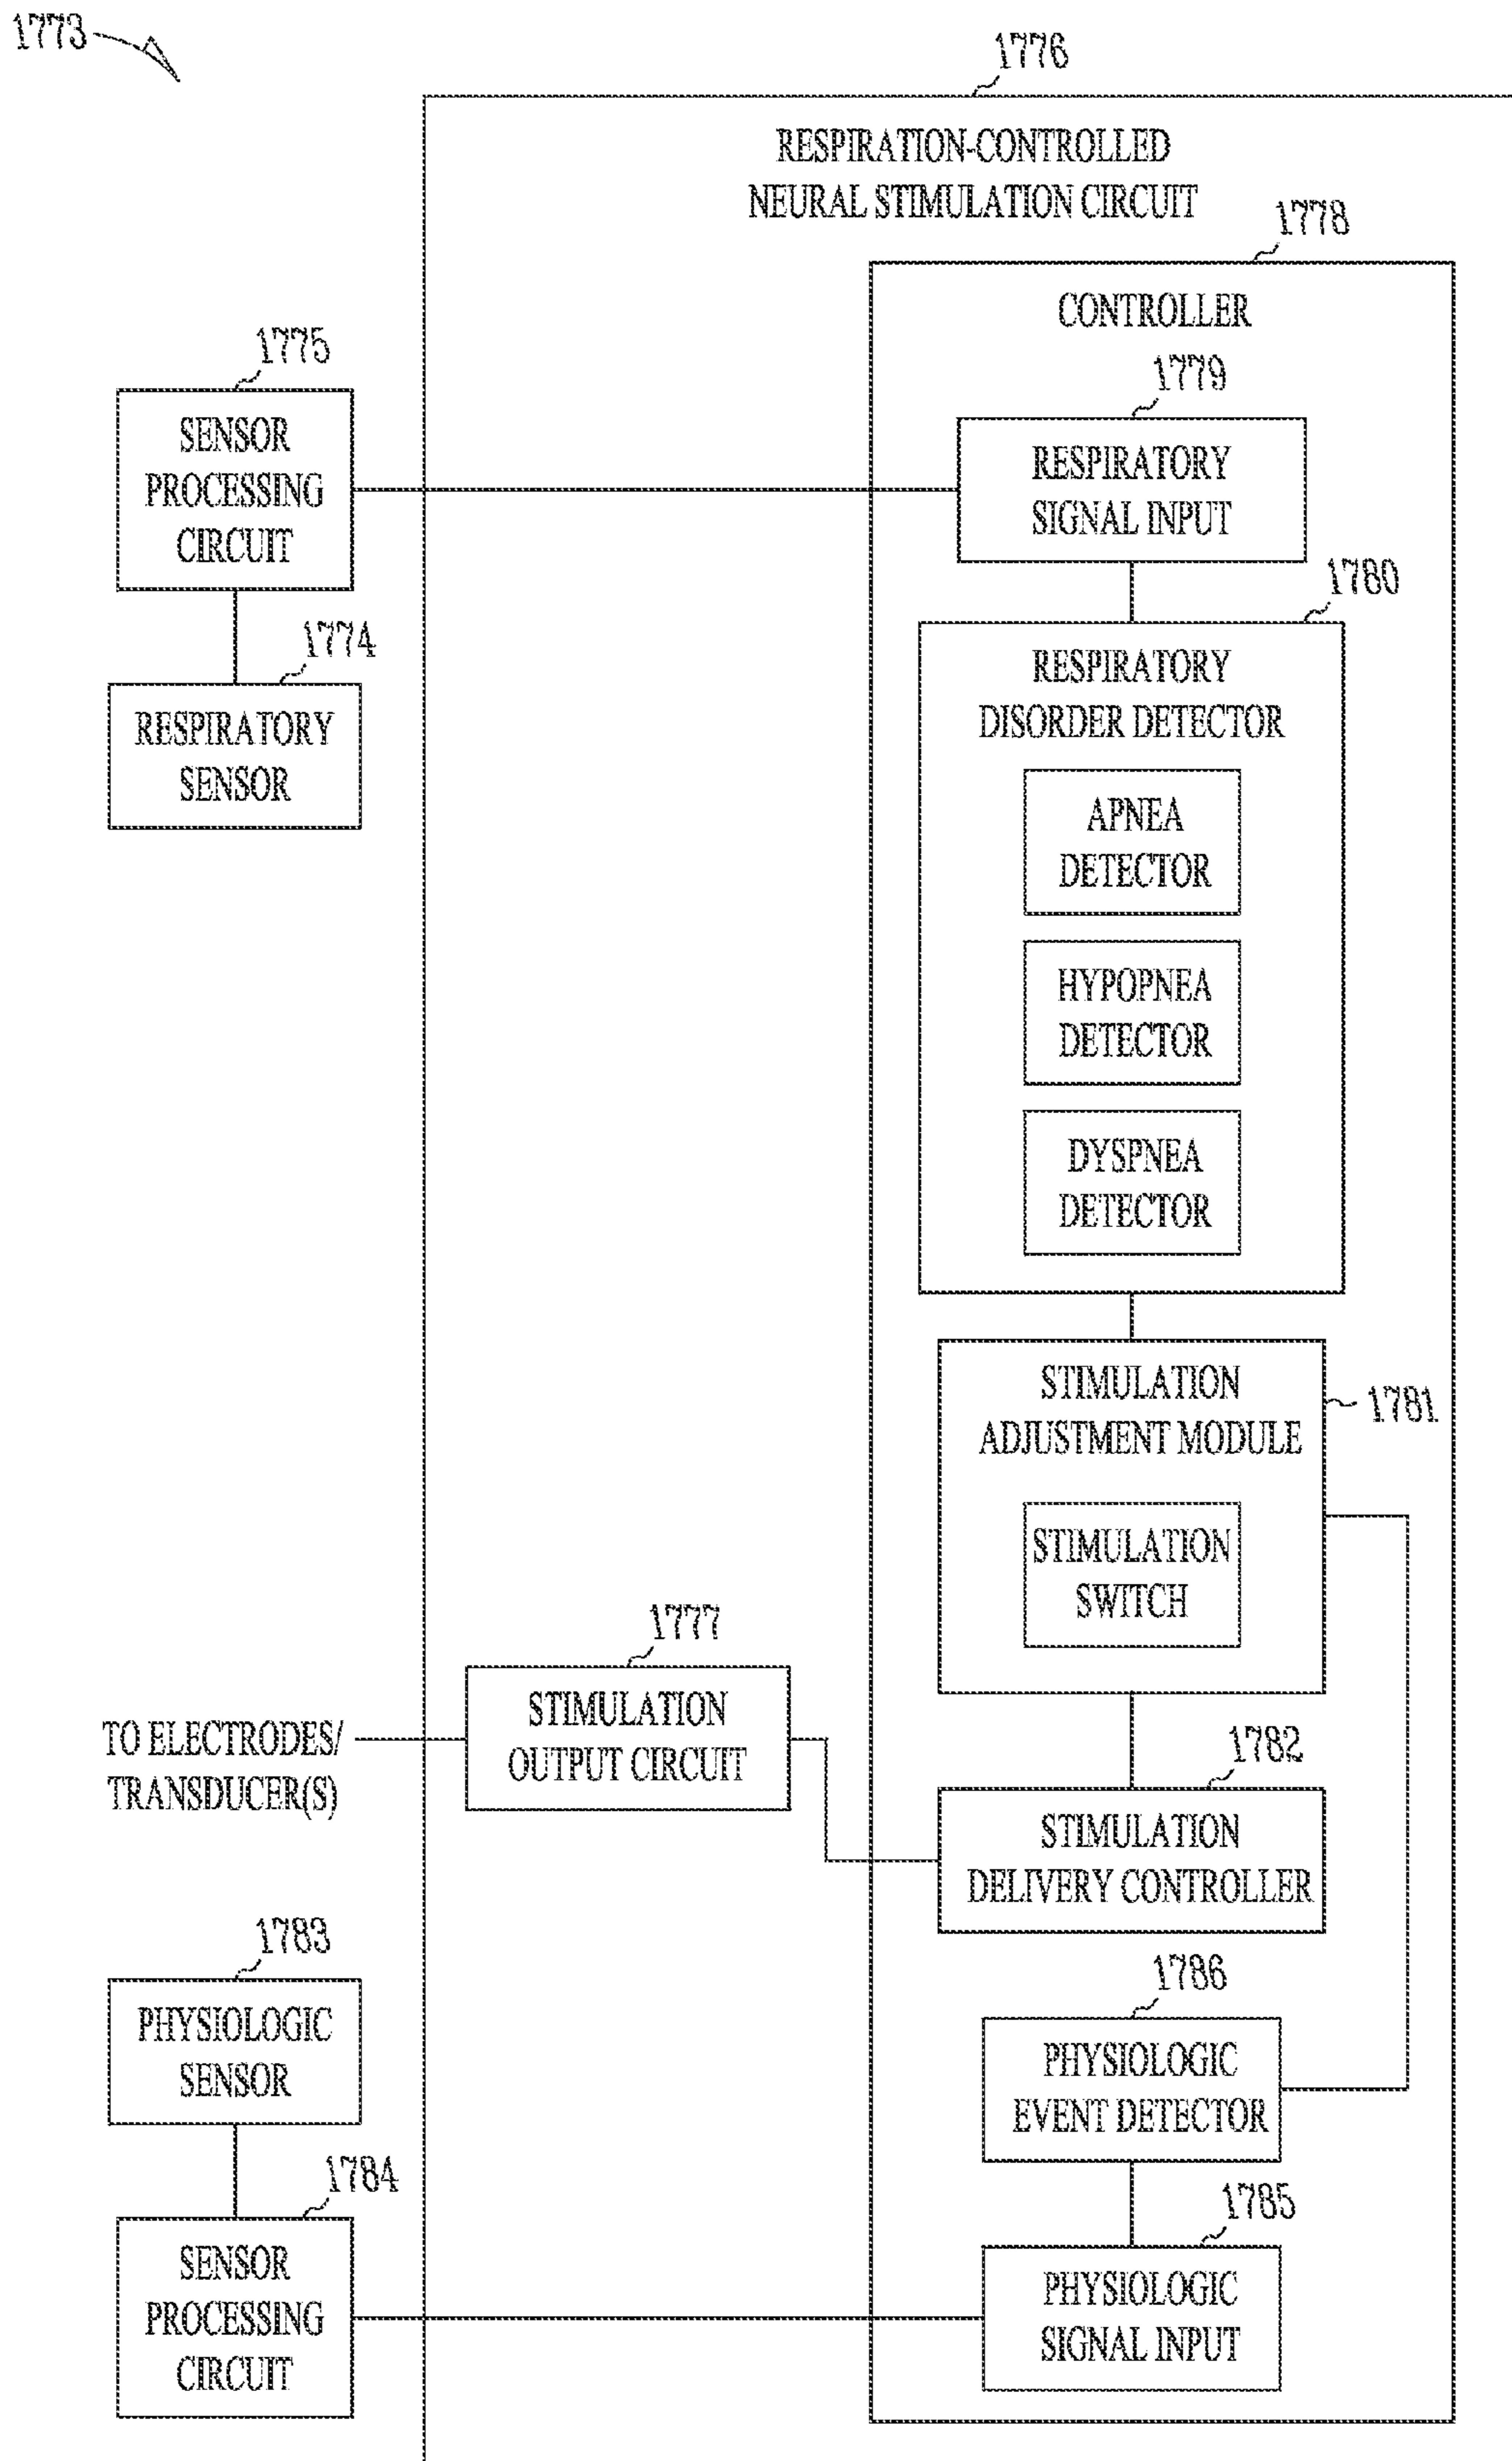 1773
1776
RESPIRATION-CONTROLLED
NEURAL STIMULATION CIRCUIT
1778
CONTROLLER
1775
SENSOR
PROCESSING
CIRCUIT
1779
RESPIRATORY
SIGNAL INPUT
1774
RESPIRATORY
SENSOR
1780
RESPIRATORY
DISORDER DETECTOR
APNEA
DETECTOR
HYPOPNEA
DETECTOR
DYSPNEA
DETECTOR
STIMULATION
ADJUSTMENT MODULE
1781
STIMULATION
SWITCH
1777
STIMULATION
OUTPUT CIRCUIT
TO ELECTRODES/
TRANSDUCER(S)
1782
STIMULATION
DELIVERY CONTROLLER
1783
PHYSIOLOGIC
SENSOR
1786
PHYSIOLOGIC
EVENT DETECTOR
1784
SENSOR
PROCESSING
CIRCUIT
1785
PHYSIOLOGIC
SIGNAL INPUT